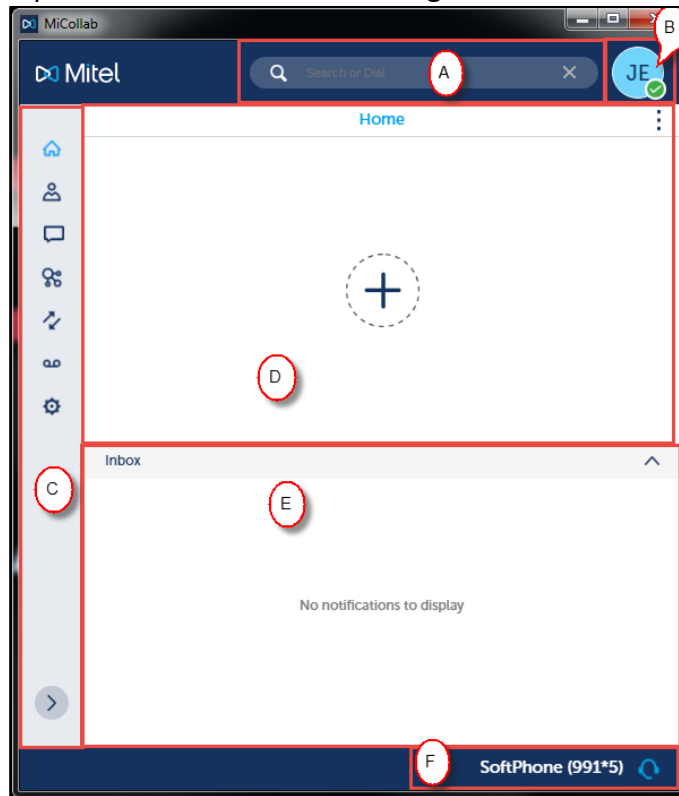 MiCollab
B
Mitel
Search or Dial
A
JE
Home
D
Inbox
C
E
No notifications to display
F
SoftPhone (991*5)